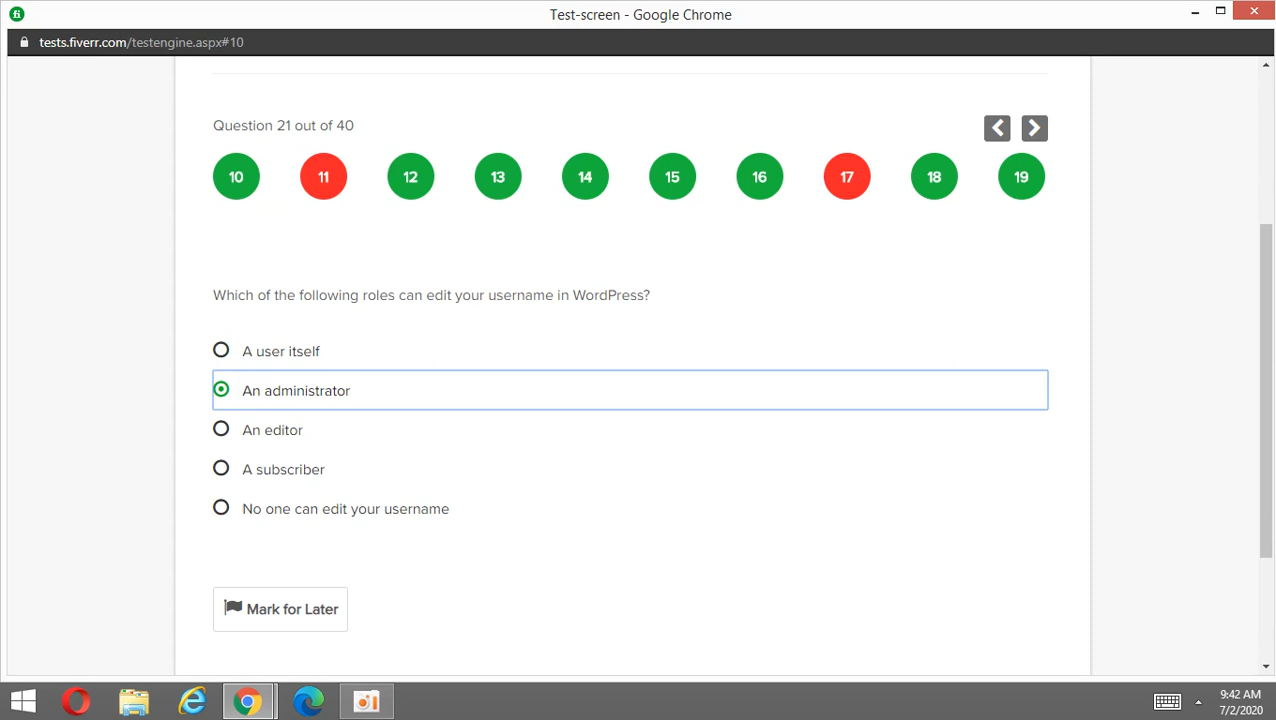 fi
Test-screen - Google Chrome
tests.fiverr.com/testengine.aspx#10
Question 21 out of 40
10 11 12 13 14 15 16 17 18 19
Which of the following roles can edit your username in WordPress?
A user itself
An administrator
An editor
A subscriber
No one can edit your username
Mark for Later
9:42 AM
7/2/2020